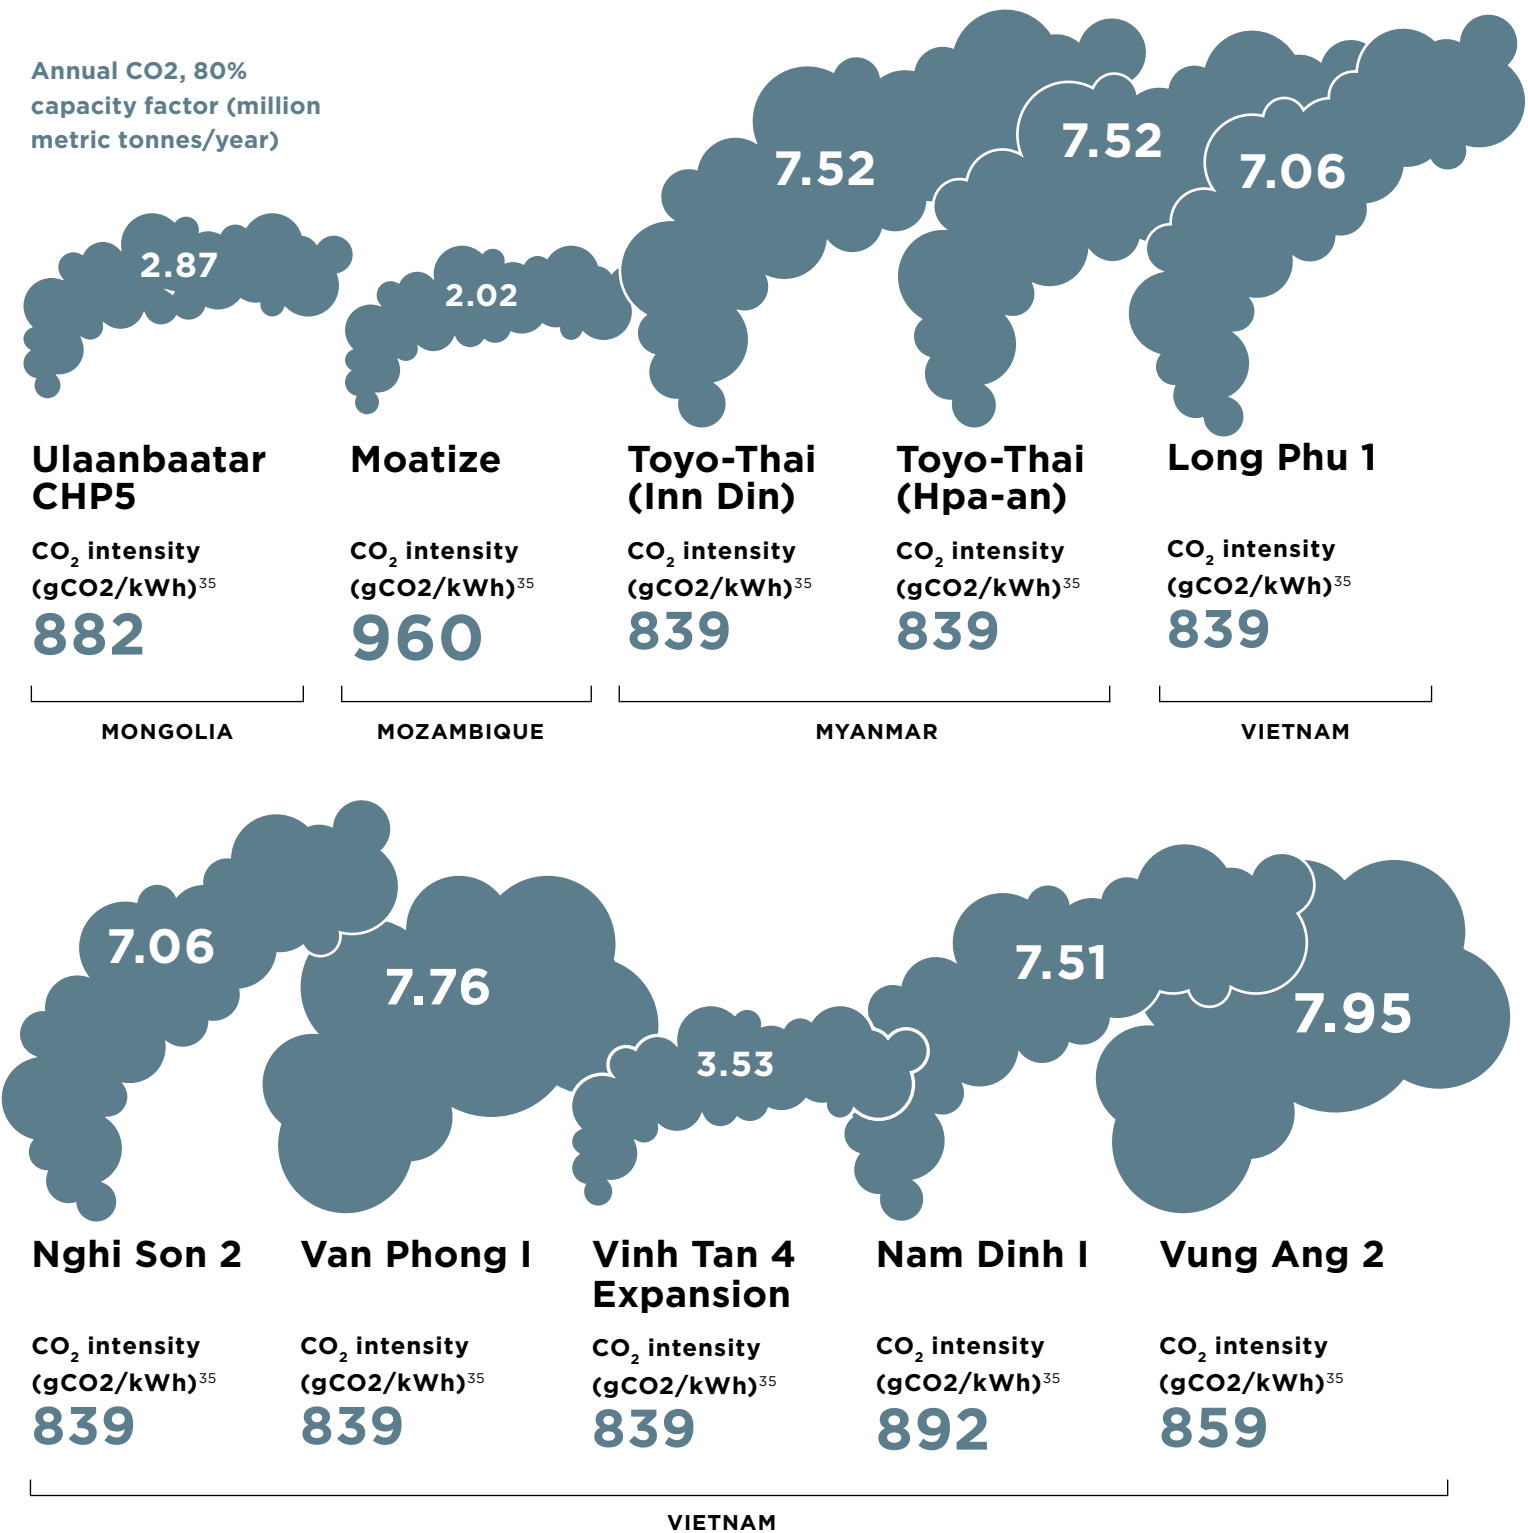 Annual CO2, 80%
capacity factor (million
metric tonnes/year)
2.87
2.02
7.52
7.52
7.06
Ulaanbaatar
CHP5
CO₂ intensity
(gCO2/kWh)³⁵
882
Moatize
CO₂ intensity
(gCO2/kWh)³⁵
960
Toyo-Thai
(Inn Din)
CO₂ intensity
(gCO2/kWh)³⁵
839
Toyo-Thai
(Hpa-an)
CO₂ intensity
(gCO2/kWh)³⁵
839
Long Phu 1
CO₂ intensity
(gCO2/kWh)³⁵
839
MONGOLIA
MOZAMBIQUE
MYANMAR
VIETNAM
7.06
7.76
3.53
7.51
7.95
Nghi Son 2
CO₂ intensity
(gCO2/kWh)³⁵
839
Van Phong I
CO₂ intensity
(gCO2/kWh)³⁵
839
Vinh Tan 4
Expansion
CO₂ intensity
(gCO2/kWh)³⁵
839
Nam Dinh I
CO₂ intensity
(gCO2/kWh)³⁵
892
Vung Ang 2
CO₂ intensity
(gCO2/kWh)³⁵
859
VIETNAM